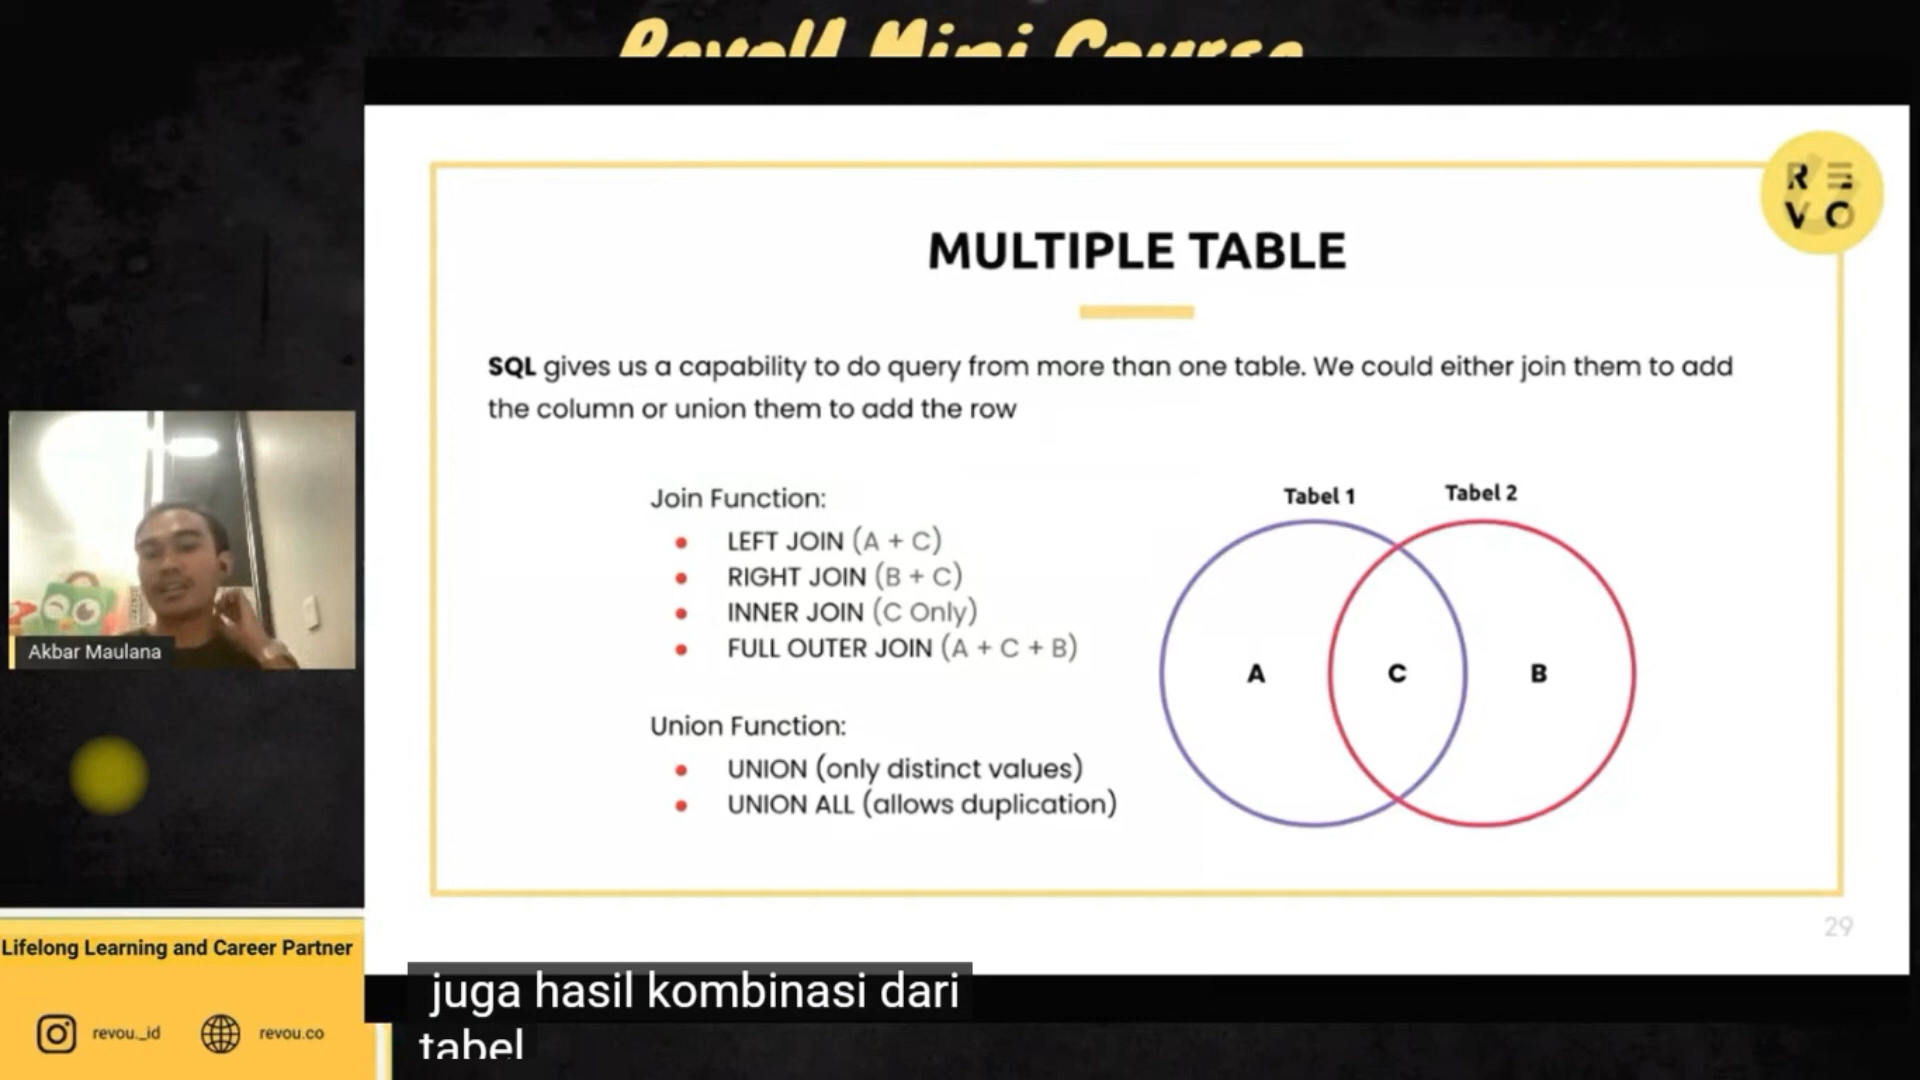 RevoU Mini Course
R E
V O
MULTIPLE TABLE
SQL gives us a capability to do query from more than one table. We could either join them to add
the column or union them to add the row
Join Function:
• LEFT JOIN (A + C)
• RIGHT JOIN (B + C)
• INNER JOIN (C Only)
• FULL OUTER JOIN (A + C + B)
Union Function:
• UNION (only distinct values)
• UNION ALL (allows duplication)
Tabel 1
Tabel 2
A
C
B
29
Akbar Maulana
Lifelong Learning and Career Partner
revou_id
revou.co
juga hasil kombinasi dari
tabel